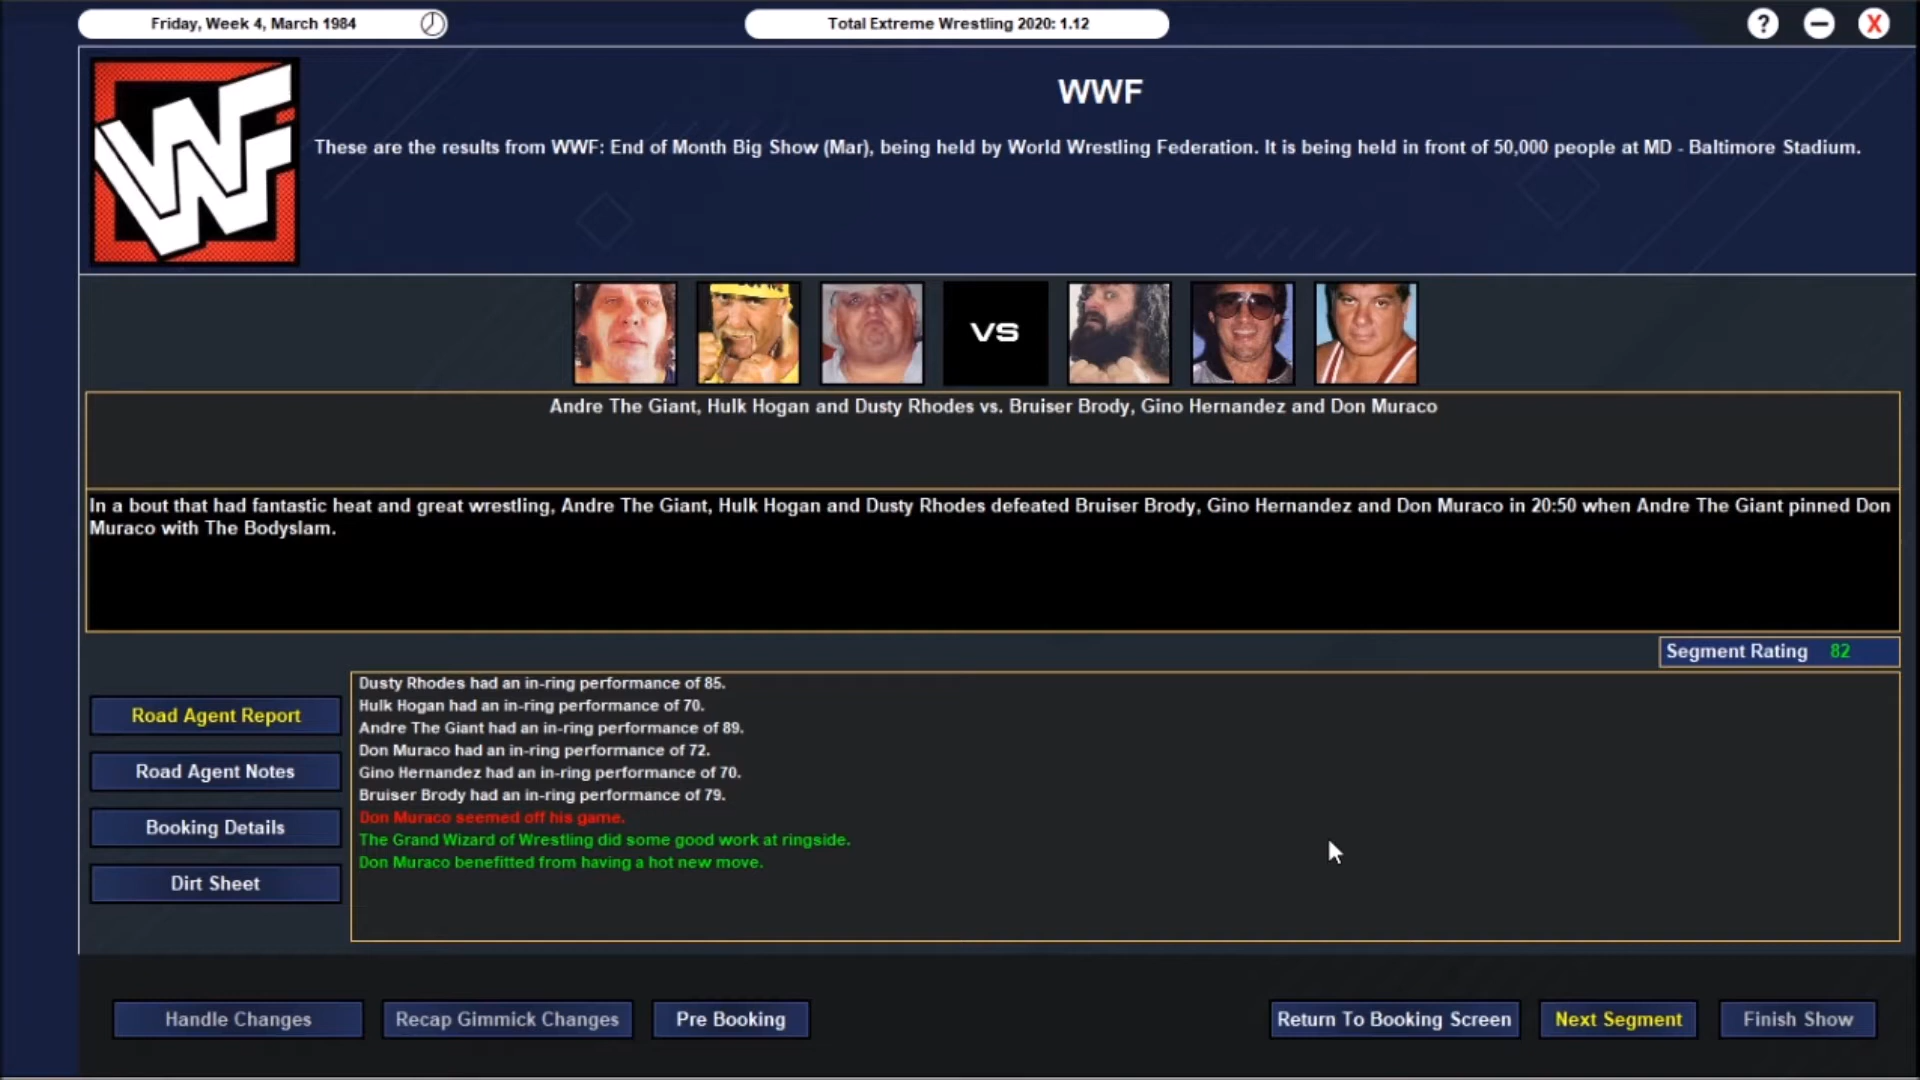 Friday, Week 4, March 1984
Total Extreme Wrestling 2020: 1.12
?
X
WF
WWF
These are the results from WWF: End of Month Big Show (Mar), being held by World Wrestling Federation. It is being held in front of 50,000 people at MD - Baltimore Stadium.
VS
Andre The Giant, Hulk Hogan and Dusty Rhodes vs. Bruiser Brody, Gino Hernandez and Don Muraco
In a bout that had fantastic heat and great wrestling, Andre The Giant, Hulk Hogan and Dusty Rhodes defeated Bruiser Brody, Gino Hernandez and Don Muraco in 20:50 when Andre The Giant pinned Don
Muraco with The Bodyslam.
Segment Rating 82
Road Agent Report
Road Agent Notes
Booking Details
Dirt Sheet
Dusty Rhodes had an in-ring performance of 85.
Hulk Hogan had an in-ring performance of 70.
Andre The Giant had an in-ring performance of 89.
Don Muraco had an in-ring performance of 72.
Gino Hernandez had an in-ring performance of 70.
Bruiser Brody had an in-ring performance of 79.
Don Muraco seemed off his game.
The Grand Wizard of Wrestling did some good work at ringside.
Don Muraco benefitted from having a hot new move.
Handle Changes
Recap Gimmick Changes
Pre Booking
Return To Booking Screen
Next Segment
Finish Show